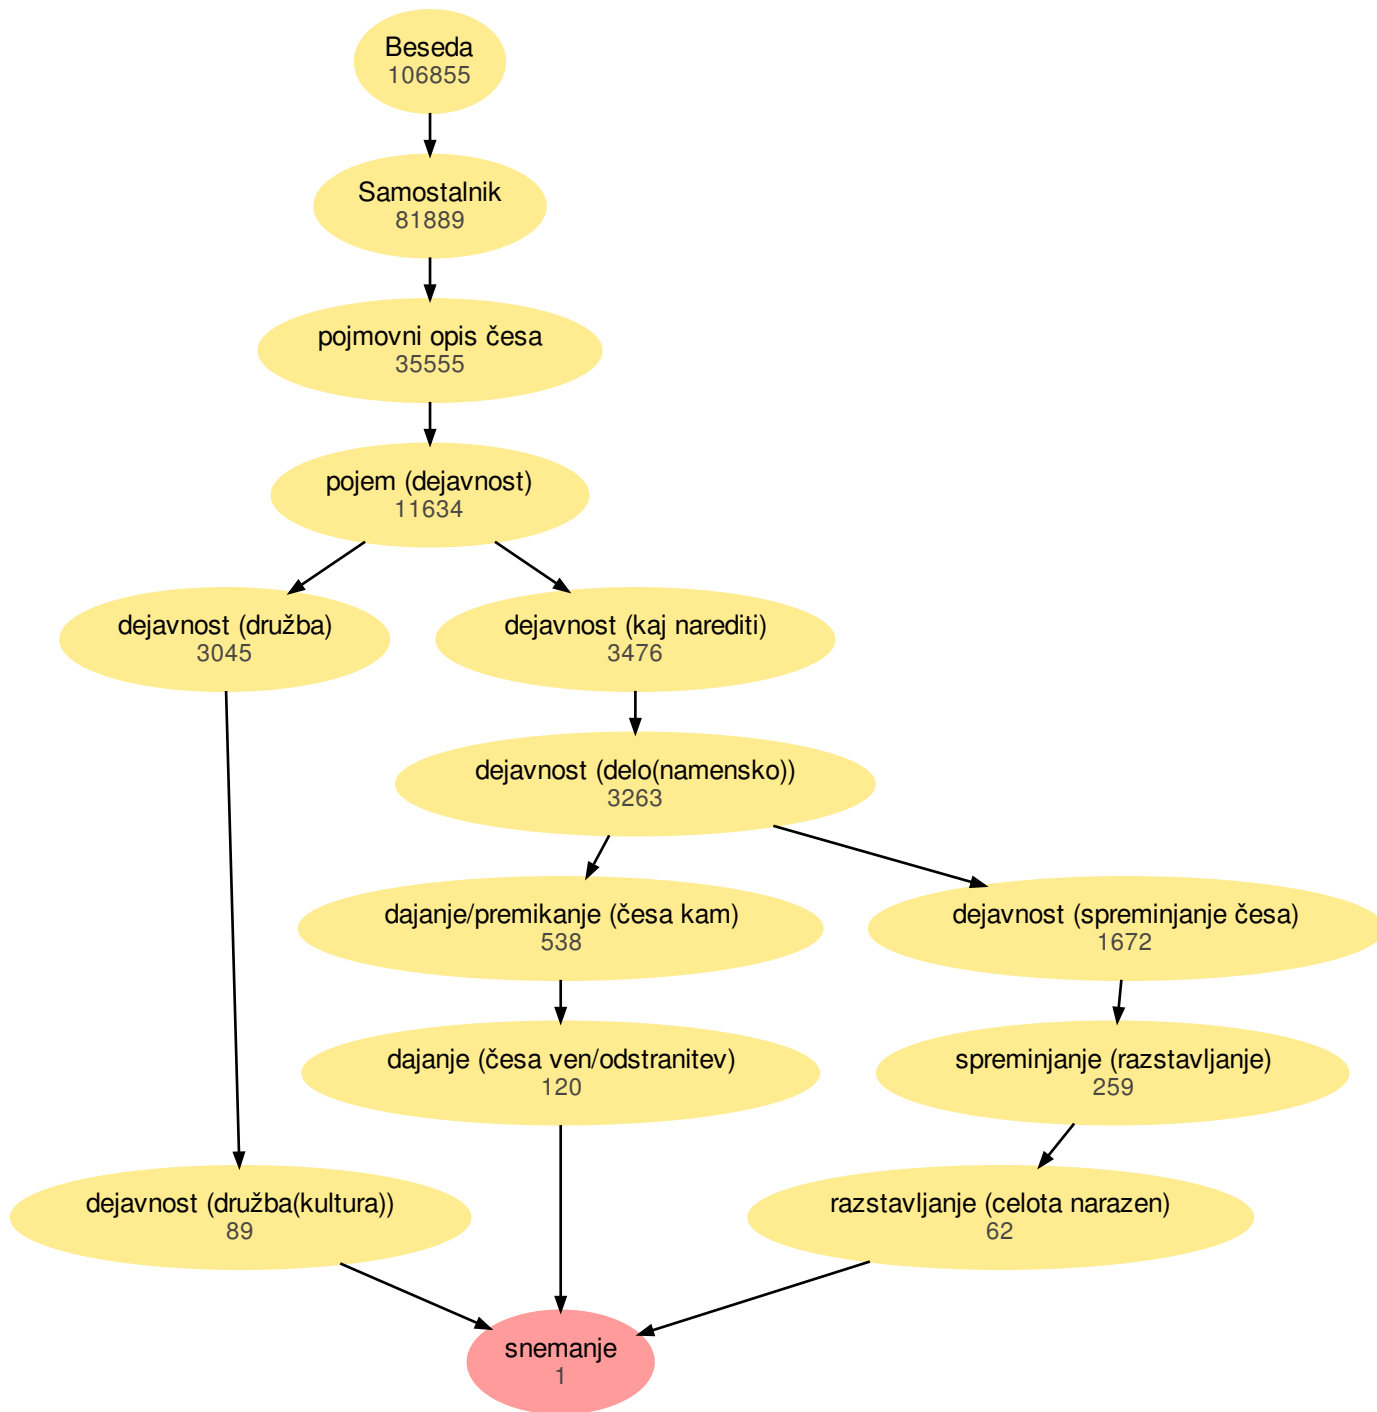 Beseda
106855
Samostalnik
81889
pojmovni opis česa
35555
pojem (dejavnost)
11634
dejavnost (družba)
3045
dejavnost (kaj narediti)
3476
dejavnost (delo(namensko))
3263
dajanje/premikanje (česa kam)
538
dejavnost (spreminjanje česa)
1672
dajanje (česa ven/odstranitev)
120
spreminjanje (razstavljanje)
259
dejavnost (družba(kultura))
89
razstavljanje (celota narazen)
62
snemanje
1